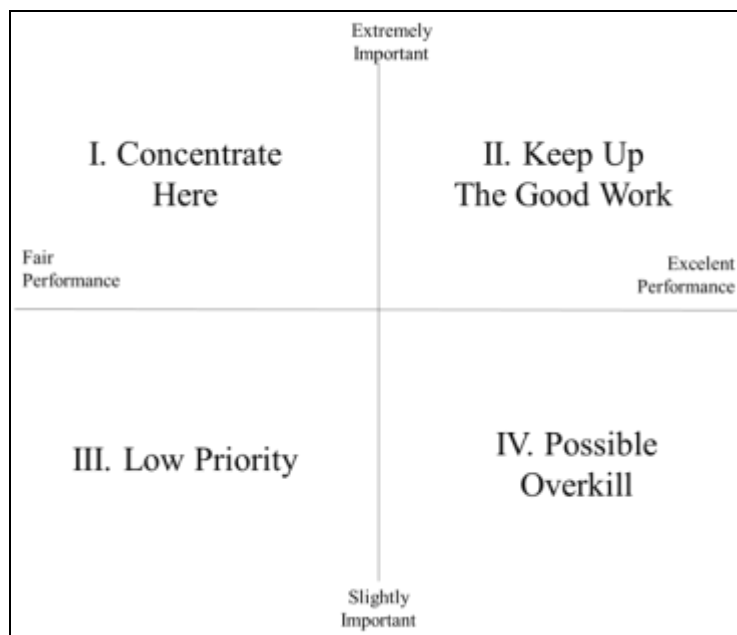 Extremely
Important
I. Concentrate
Here
II. Keep Up
The Good Work
Fair
Performance
Excelent
Performance
III. Low Priority
IV. Possible
Overkill
Slightly
Important